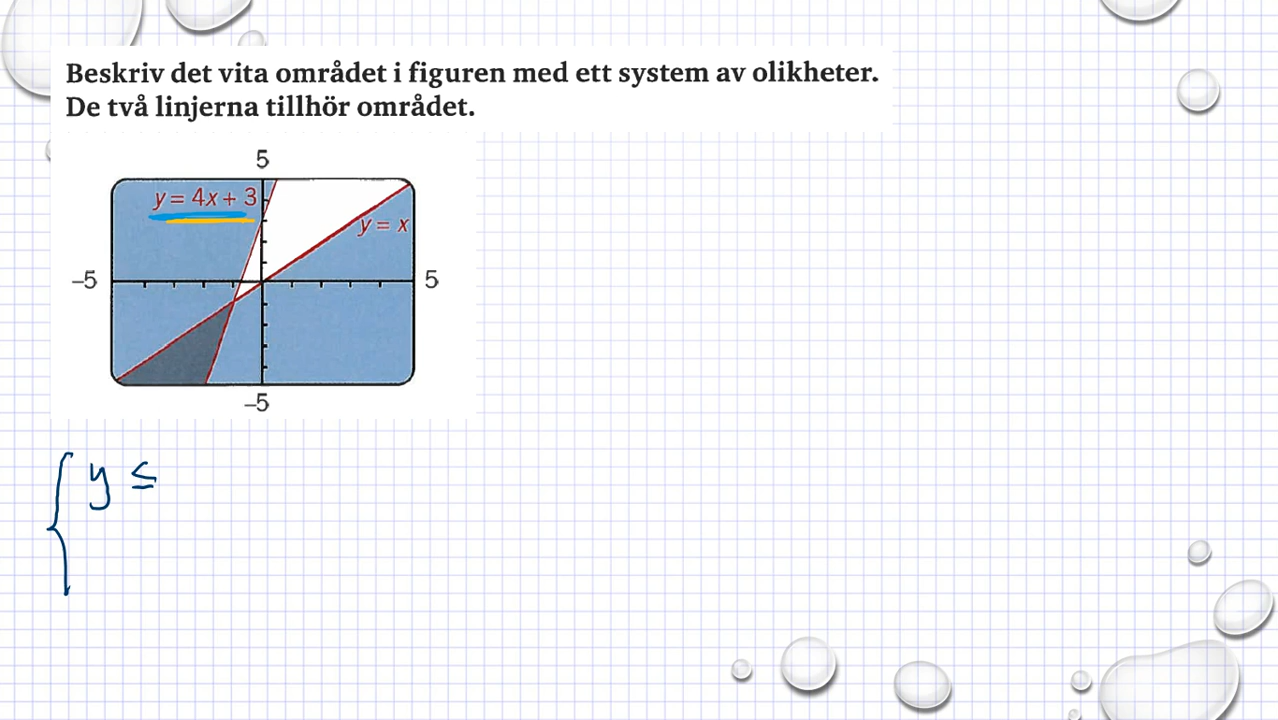 Beskriv det vita området i figuren med ett system av olikheter.
De två linjerna tillhör området.
5
y = 4x + 3
y = x
–5
5
–5
y ≤